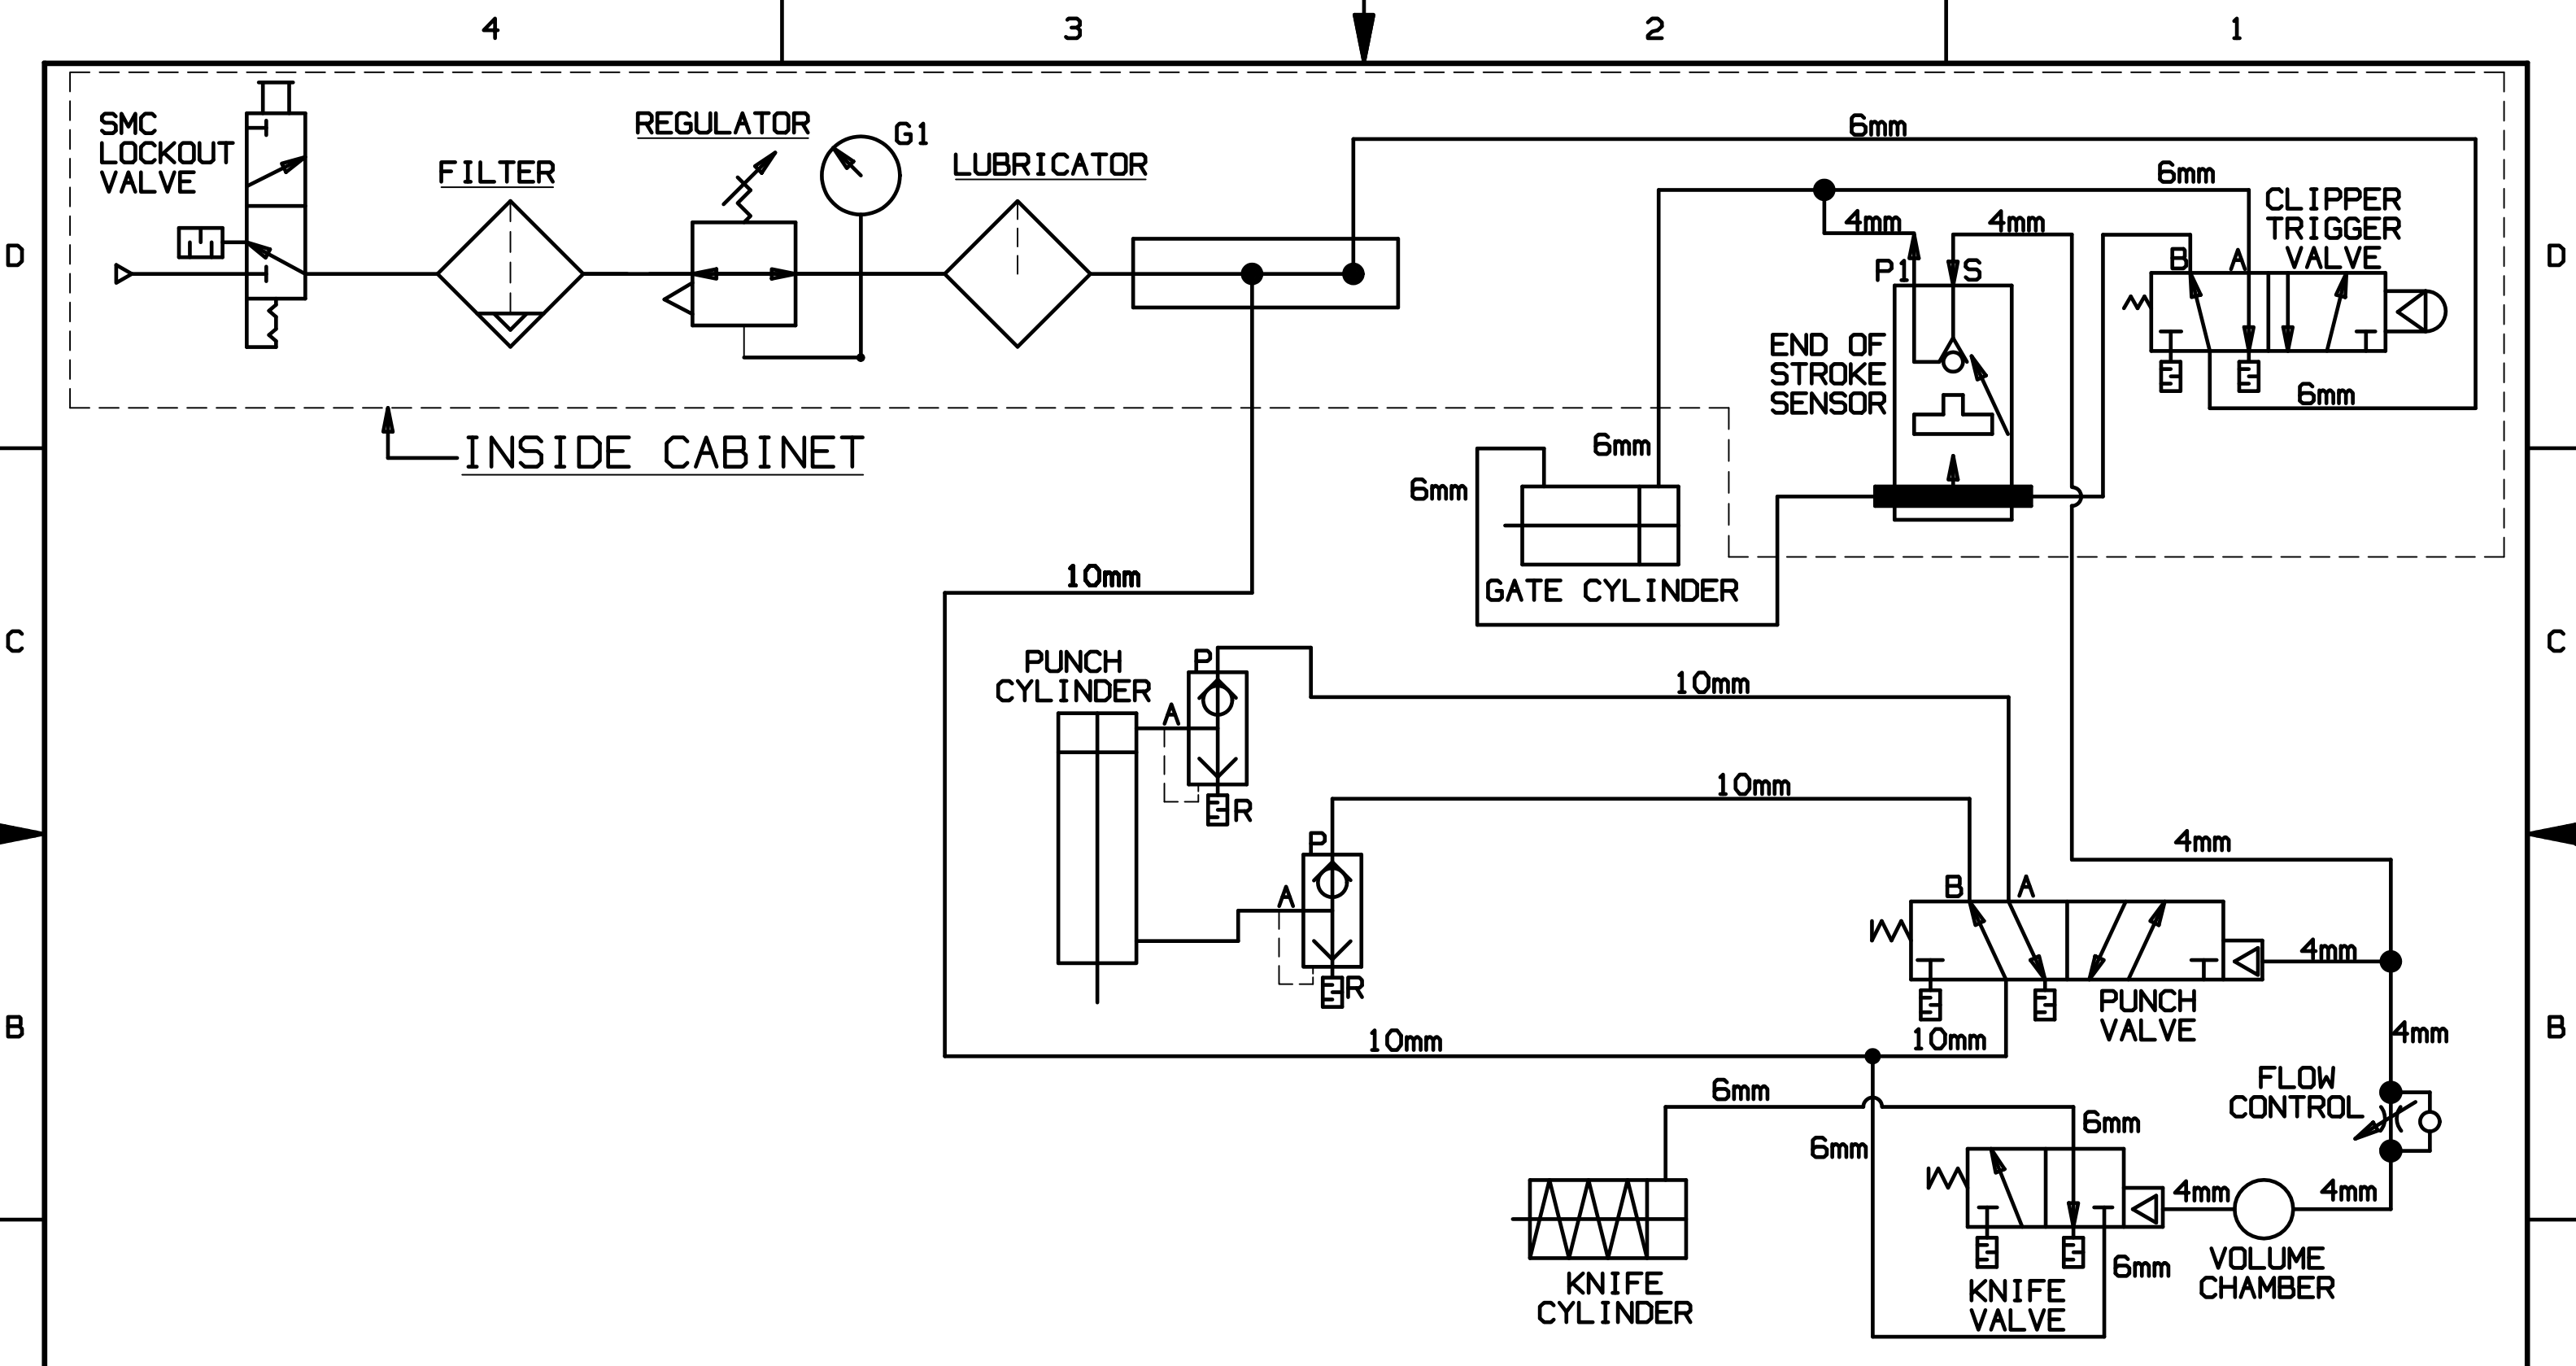 4
3
2
1
D
D
C
C
B
B
SMC
LOCKOUT
VALVE
FILTER
REGULATOR
G1
LUBRICATOR
6mm
6mm
CLIPPER
TRIGGER
VALVE
4mm
4mm
P1
S
B
A
END OF
STROKE
SENSOR
6mm
INSIDE CABINET
6mm
6mm
GATE CYLINDER
10mm
PUNCH
CYLINDER
P
A
R
10mm
10mm
P
A
R
4mm
B
A
4mm
PUNCH
VALVE
10mm
10mm
4mm
FLOW
CONTROL
6mm
6mm
6mm
4mm
4mm
KNIFE
CYLINDER
KNIFE
VALVE
6mm
VOLUME
CHAMBER